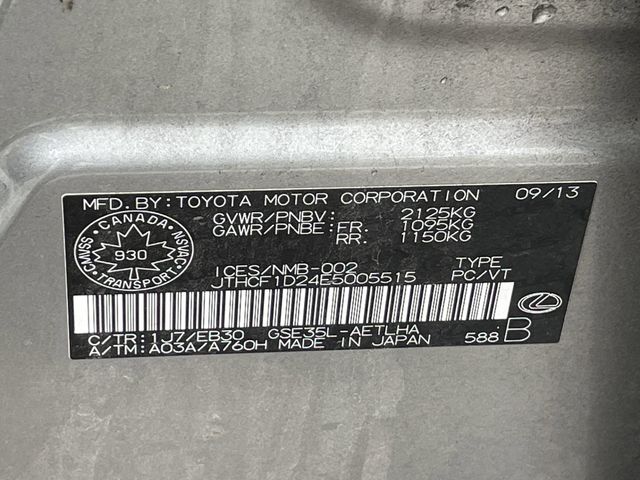 MFD. BY: TOYOTA MOTOR CORPORATION 09/13
GVWR/PNBV: 2125KG
GAWR/PNBE: FR: 1095KG
RR: 1150KG
CANADA
CMVSS 930 NSVAC
TRANSPORT
ICES/NMB-002
JTHCF1D24E5005515
TYPE
PC/VT
C/TR: 1J7/EB30 GSE35L-AETLHA
A/TM: A03A/A760H MADE IN JAPAN 588 B